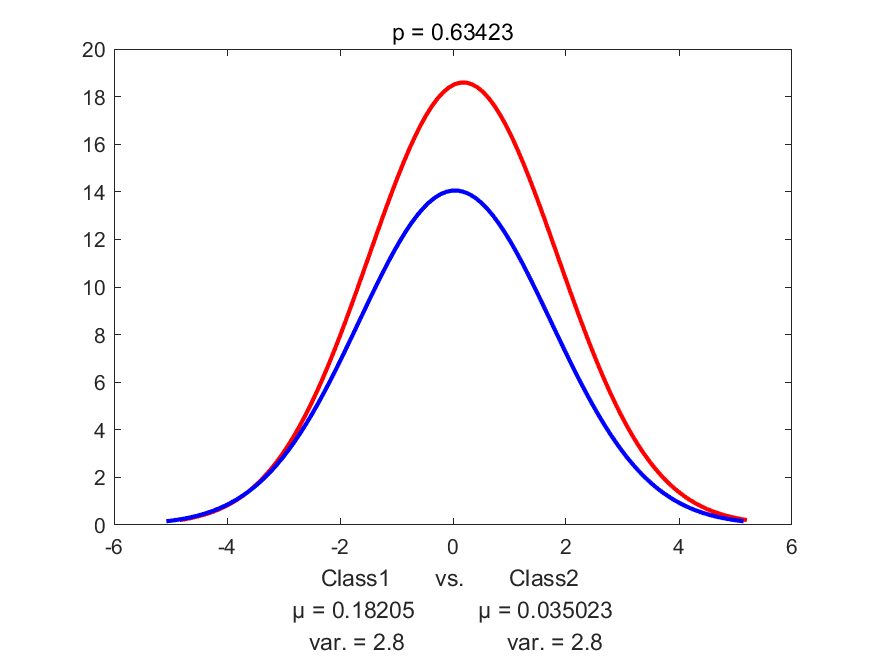 p = 0.63423
20
18
16
14
12
10
8
6
4
2
0
-6 -4 -2 0 2 4 6
Class1 vs. Class2
μ = 0.18205 μ = 0.035023
var. = 2.8 var. = 2.8